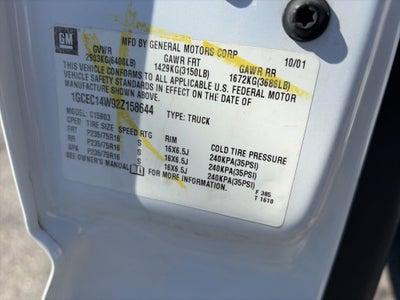 GM
MFD BY GENERAL MOTORS CORP 10/01
GVWR GAWR FRT GAWR RR
2903KG(6400LB) 1429KG(3150LB) 1672KG(3686LB)
THIS VEHICLE CONFORMS TO ALL APPLICABLE U.S. FEDERAL MOTOR
VEHICLE SAFETY STANDARDS IN EFFECT ON THE DATE OF
MANUFACTURE SHOWN ABOVE.
1GCEC14W92Z158644 TYPE: TRUCK
MODEL: C15903
CPED TIRE SIZE SPEED RTG RIM COLD TIRE PRESSURE
FRT P235/75R16 S 16X6.5J 240KPA(35PSI)
RR P235/75R16 S 16X6.5J 240KPA(35PSI)
SPA P235/75R16 S 16X6.5J 240KPA(35PSI)
SEE OWNER'S MANUAL FOR MORE INFORMATION.
F 385
T 1610